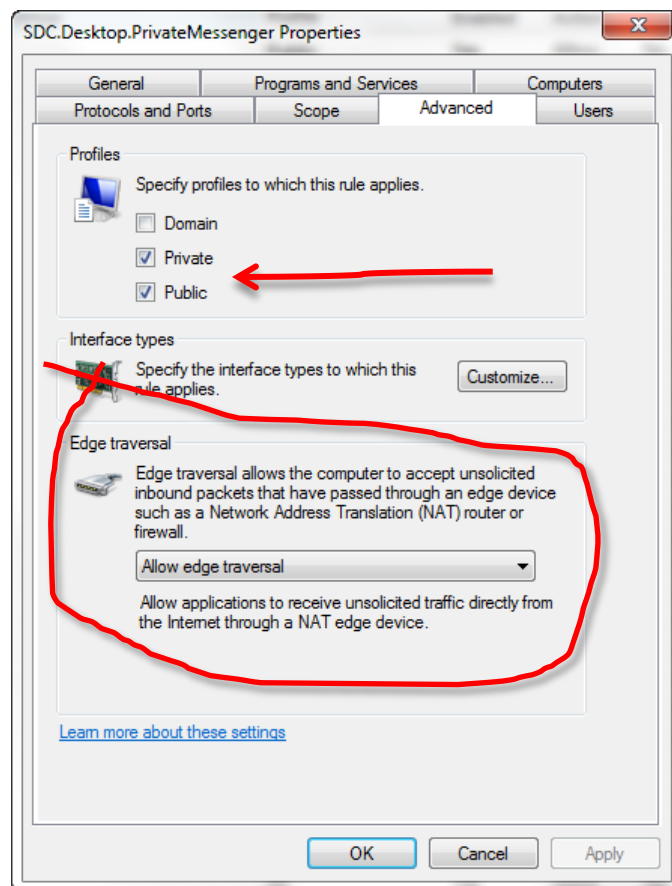 SDC.Desktop.PrivateMessenger Properties
General
Programs and Services
Computers
Protocols and Ports
Scope
Advanced
Users
Profiles
Specify profiles to which this rule applies.
Domain
Private
Public
Interface types
Specify the interface types to which this
rule applies.
Customize...
Edge traversal
Edge traversal allows the computer to accept unsolicited
inbound packets that have passed through an edge device
such as a Network Address Translation (NAT) router or
firewall.
Allow edge traversal
Allow applications to receive unsolicited traffic directly from
the Internet through a NAT edge device.
Learn more about these settings
OK
Cancel
Apply